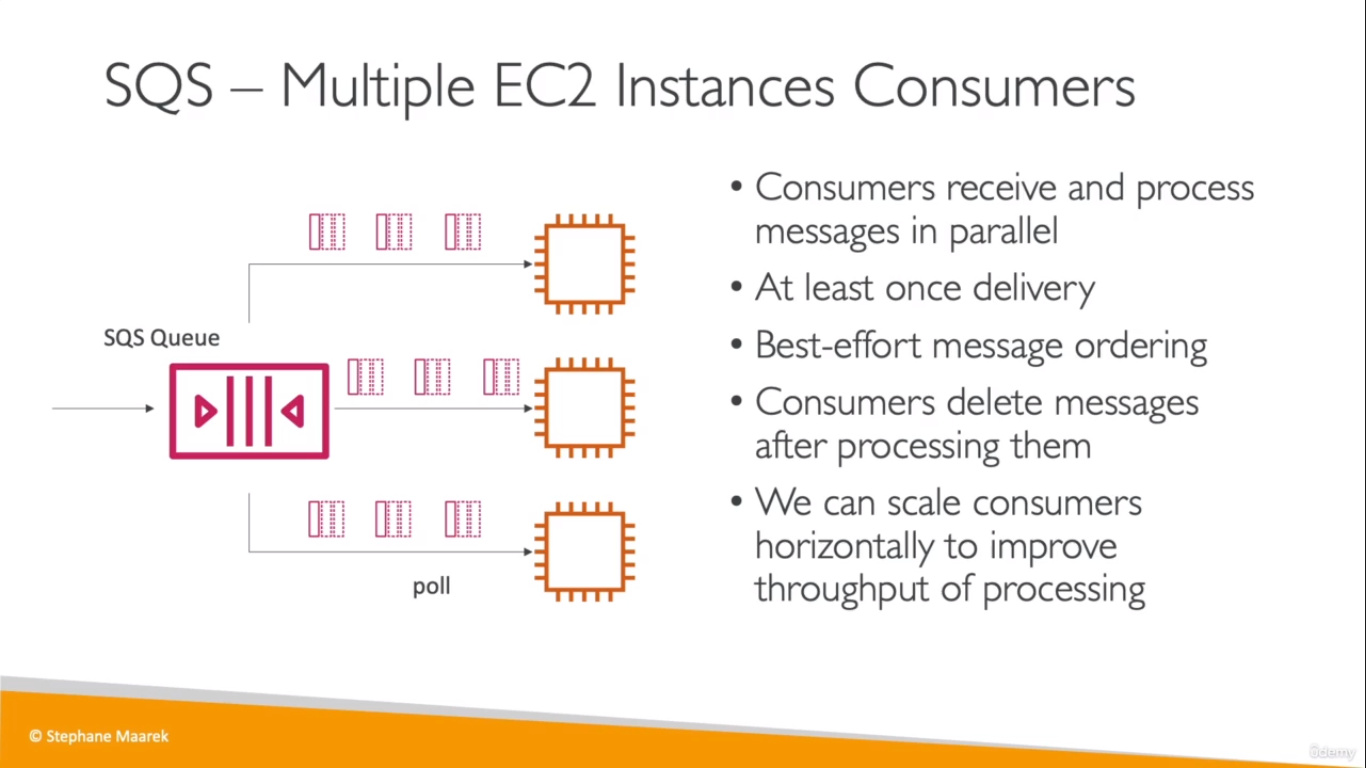 SQS – Multiple EC2 Instances Consumers
SQS Queue
poll
• Consumers receive and process
messages in parallel
• At least once delivery
• Best-effort message ordering
• Consumers delete messages
after processing them
• We can scale consumers
horizontally to improve
throughput of processing
© Stephane Maarek
ûdemy